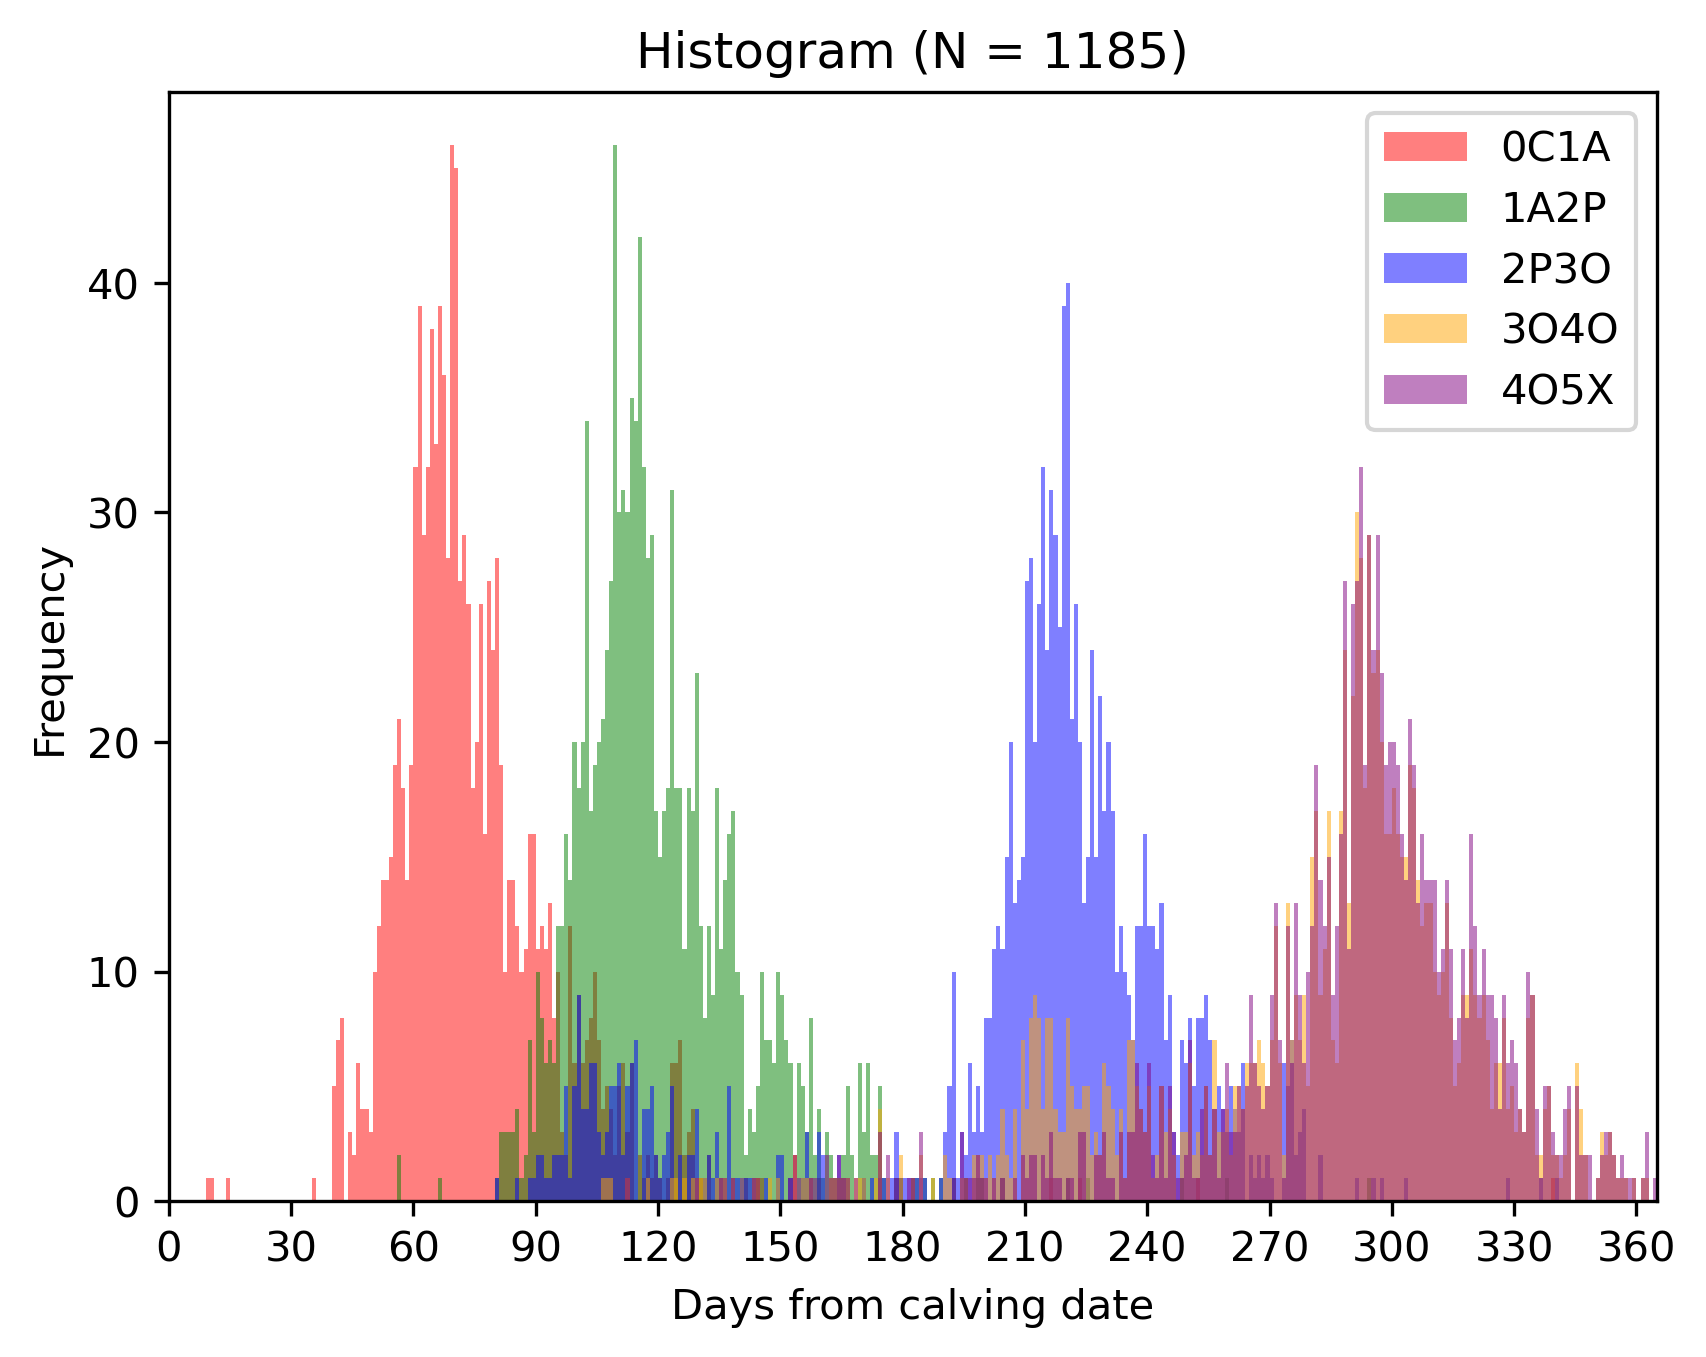 Histogram (N = 1185)
0C1A
1A2P
2P3O
3O4O
4O5X
Frequency
40
30
20
10
0
0 30 60 90 120 150 180 210 240 270 300 330 360
Days from calving date